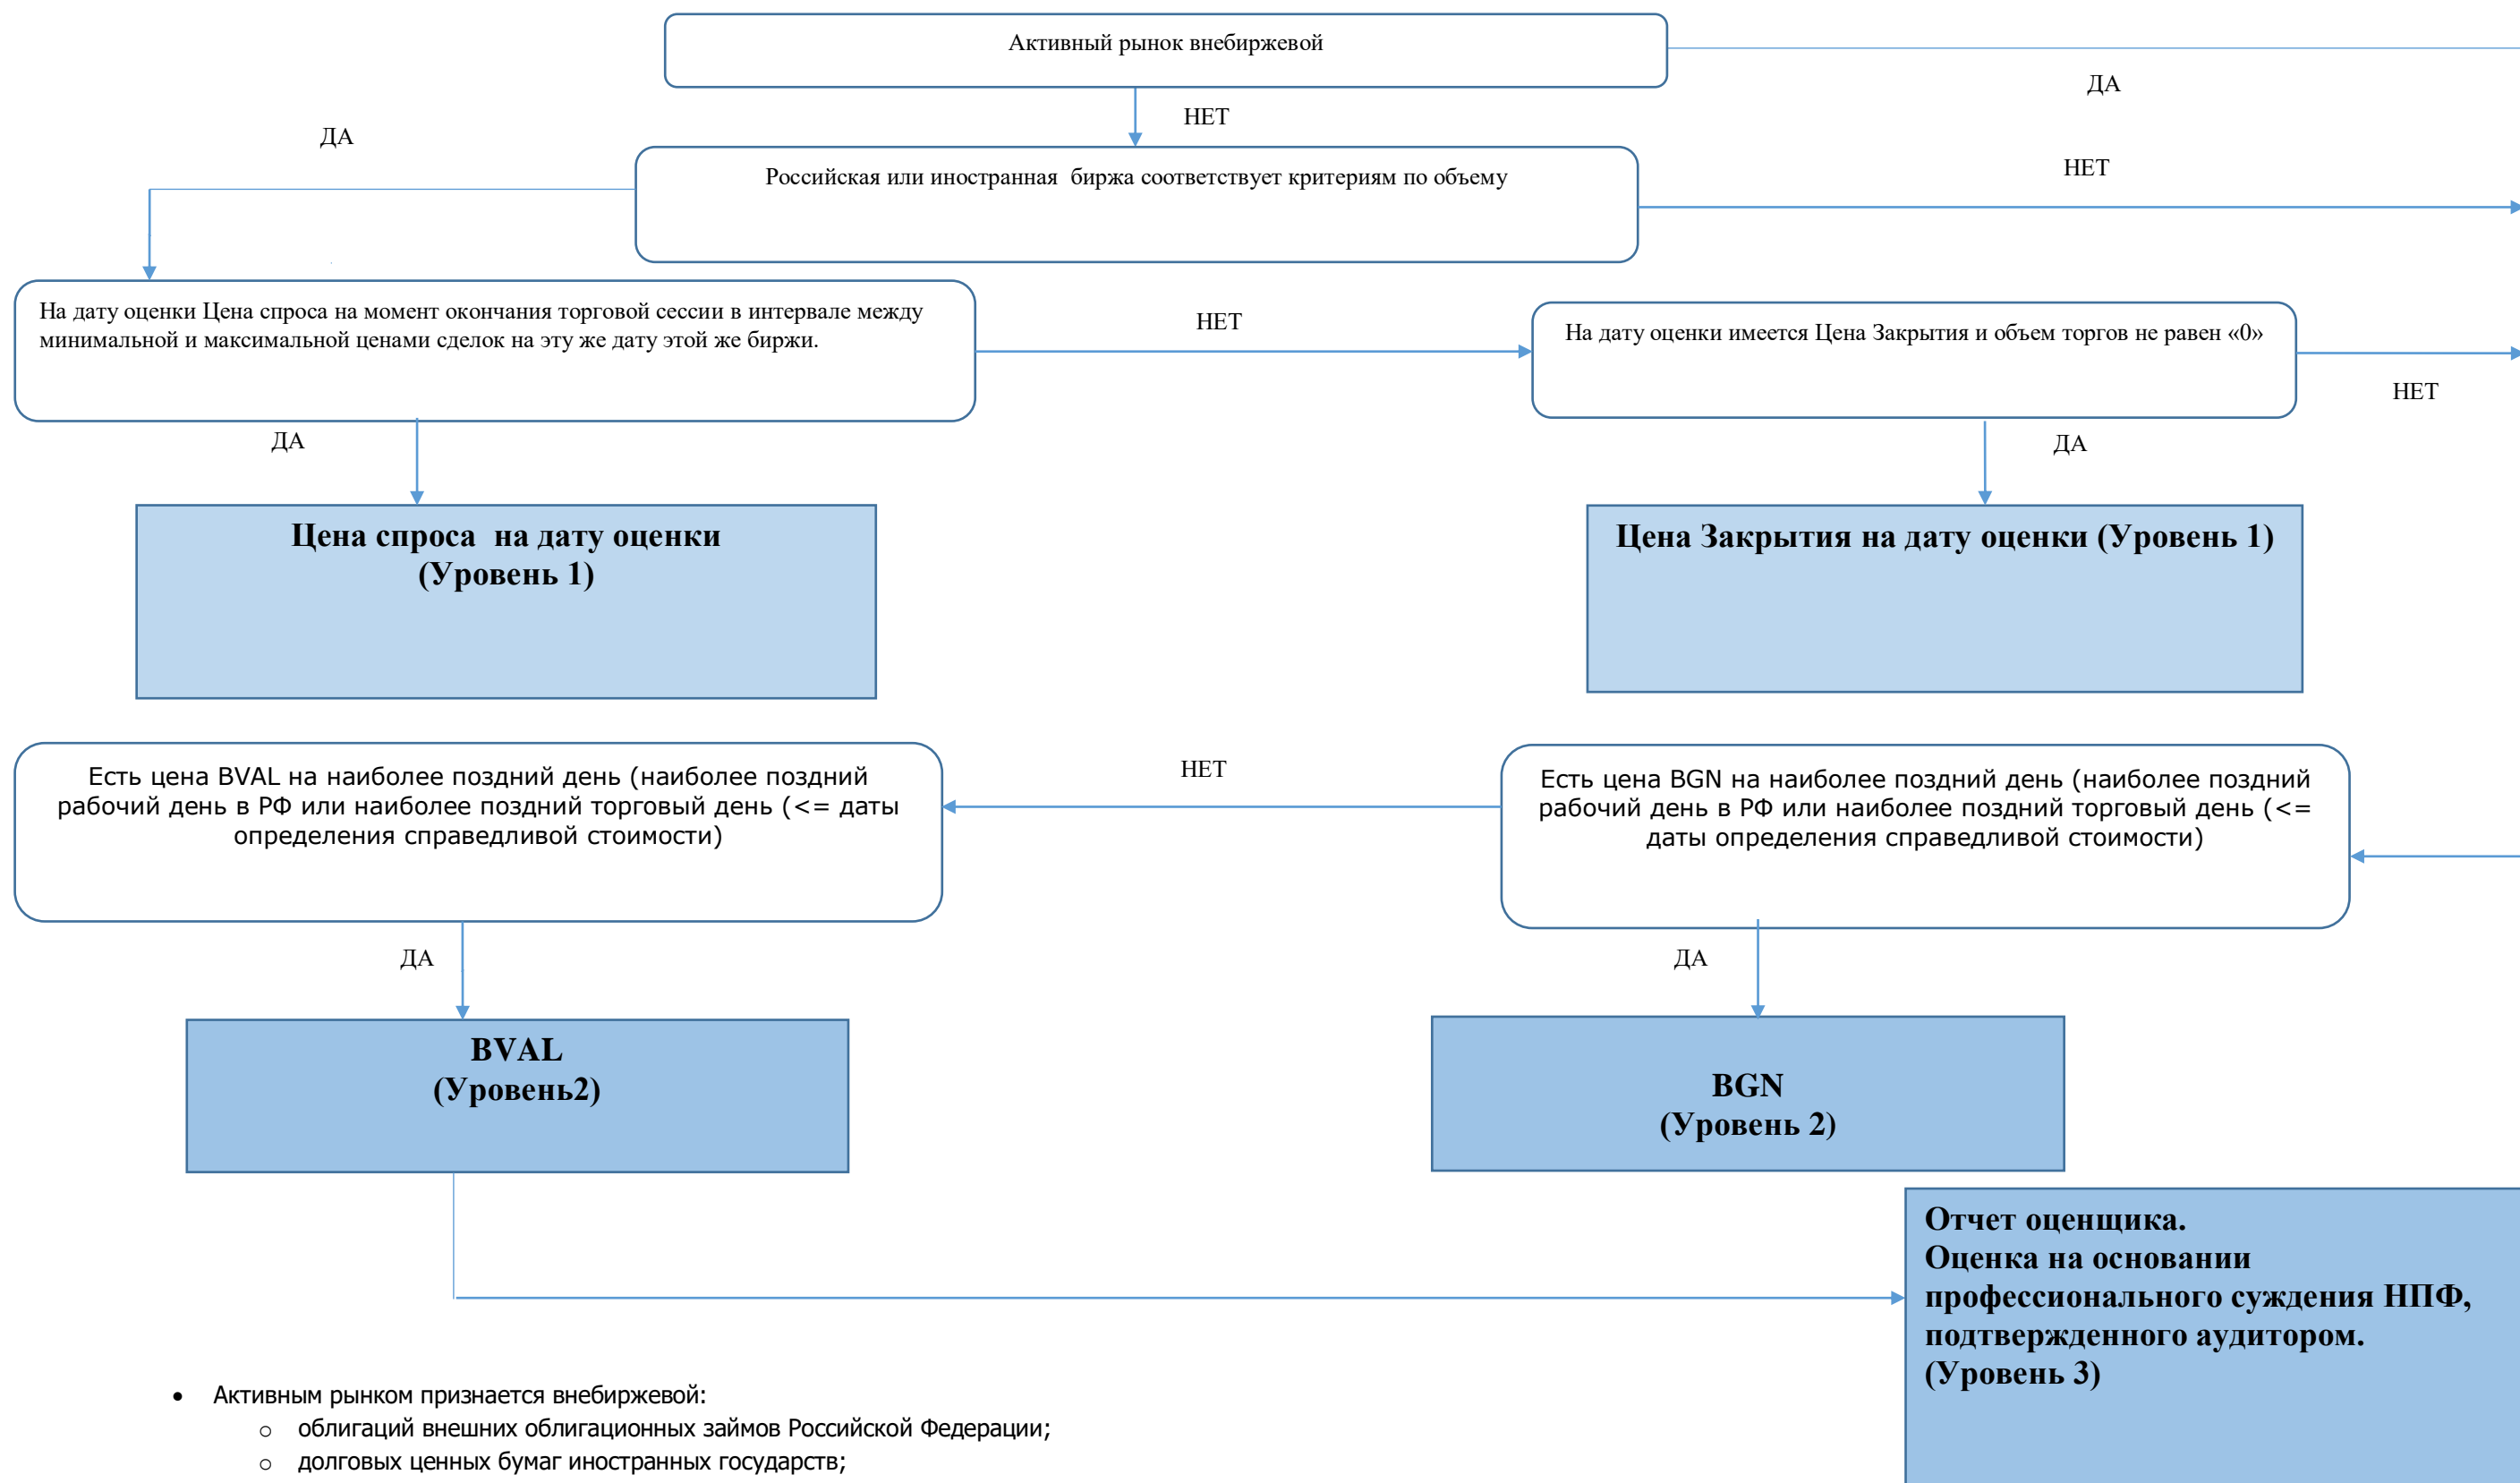 Активный рынок внебиржевой
ДА
НЕТ
ДА
Российская или иностранная  биржа соответствует критериям по объему
НЕТ
На дату оценки Цена спроса на момент окончания торговой сессии в интервале между
минимальной и максимальной ценами сделок на эту же дату этой же биржи.
НЕТ
На дату оценки имеется Цена Закрытия и объем торгов не равен «0»
НЕТ
ДА
ДА
Цена спроса  на дату оценки
(Уровень 1)
Цена Закрытия на дату оценки (Уровень 1)
Есть цена BVAL на наиболее поздний день (наиболее поздний
рабочий день в РФ или наиболее поздний торговый день (<= даты
определения справедливой стоимости)
НЕТ
Есть цена BGN на наиболее поздний день (наиболее поздний
рабочий день в РФ или наиболее поздний торговый день (<=
даты определения справедливой стоимости)
ДА
ДА
BVAL
(Уровень2)
BGN
(Уровень 2)
Отчет оценщика.
Оценка на основании
профессионального суждения НПФ,
подтвержденного аудитором.
(Уровень 3)
• Активным рынком признается внебиржевой:
o облигаций внешних облигационных займов Российской Федерации;
o долговых ценных бумаг иностранных государств;